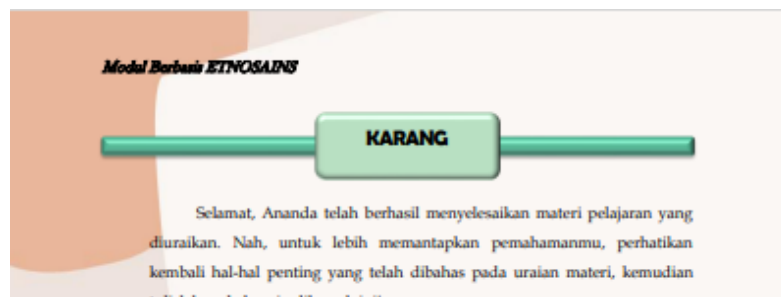 Modul Berbasis ETNOSAINS
KARANG
Selamat, Ananda telah berhasil menyelesaikan materi pelajaran yang
diuraikan. Nah, untuk lebih memantapkan pemahamanmu, perhatikan
kembali hal-hal penting yang telah dibahas pada uraian materi, kemudian